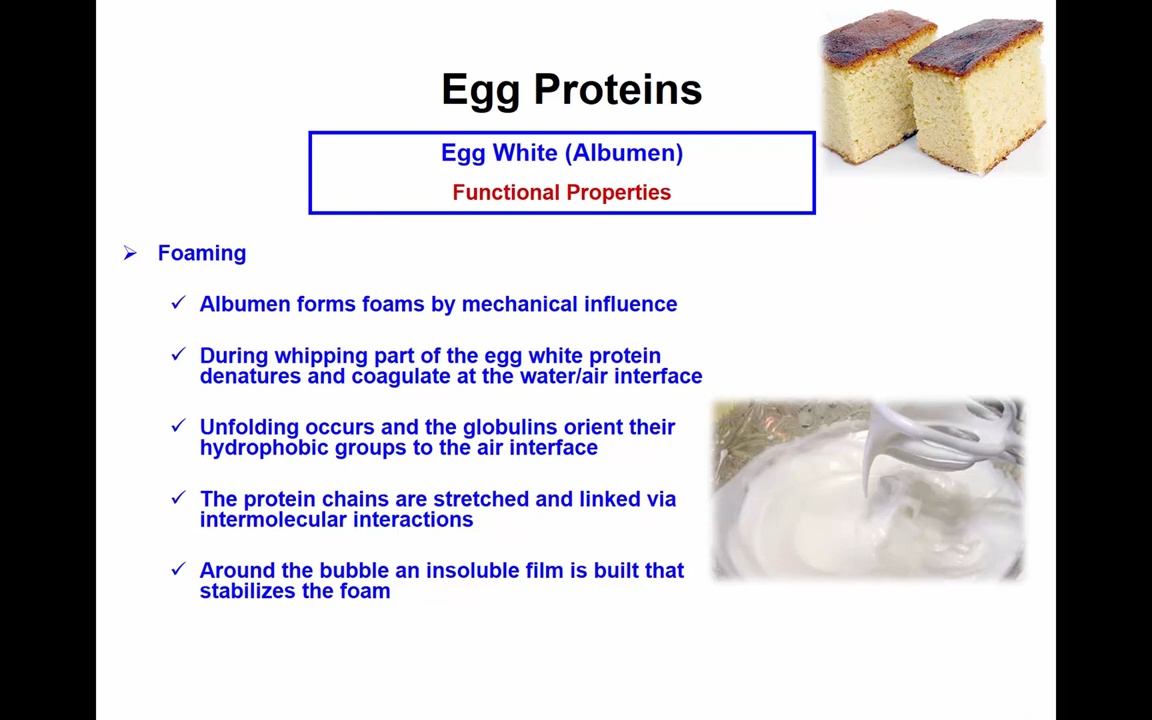 Egg Proteins
Egg White (Albumen)
Functional Properties
Foaming
Albumen forms foams by mechanical influence
During whipping part of the egg white protein
denatures and coagulate at the water/air interface
Unfolding occurs and the globulins orient their
hydrophobic groups to the air interface
The protein chains are stretched and linked via
intermolecular interactions
Around the bubble an insoluble film is built that
stabilizes the foam